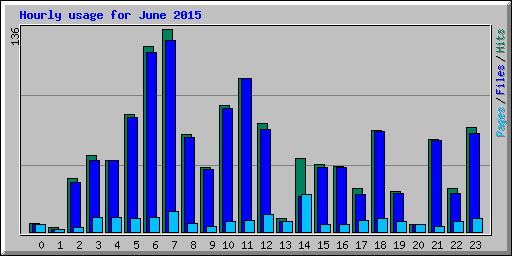 Hourly usage for June 2015
136
Pages / Files / Hits
0 1 2 3 4 5 6 7 8 9 10 11 12 13 14 15 16 17 18 19 20 21 22 23